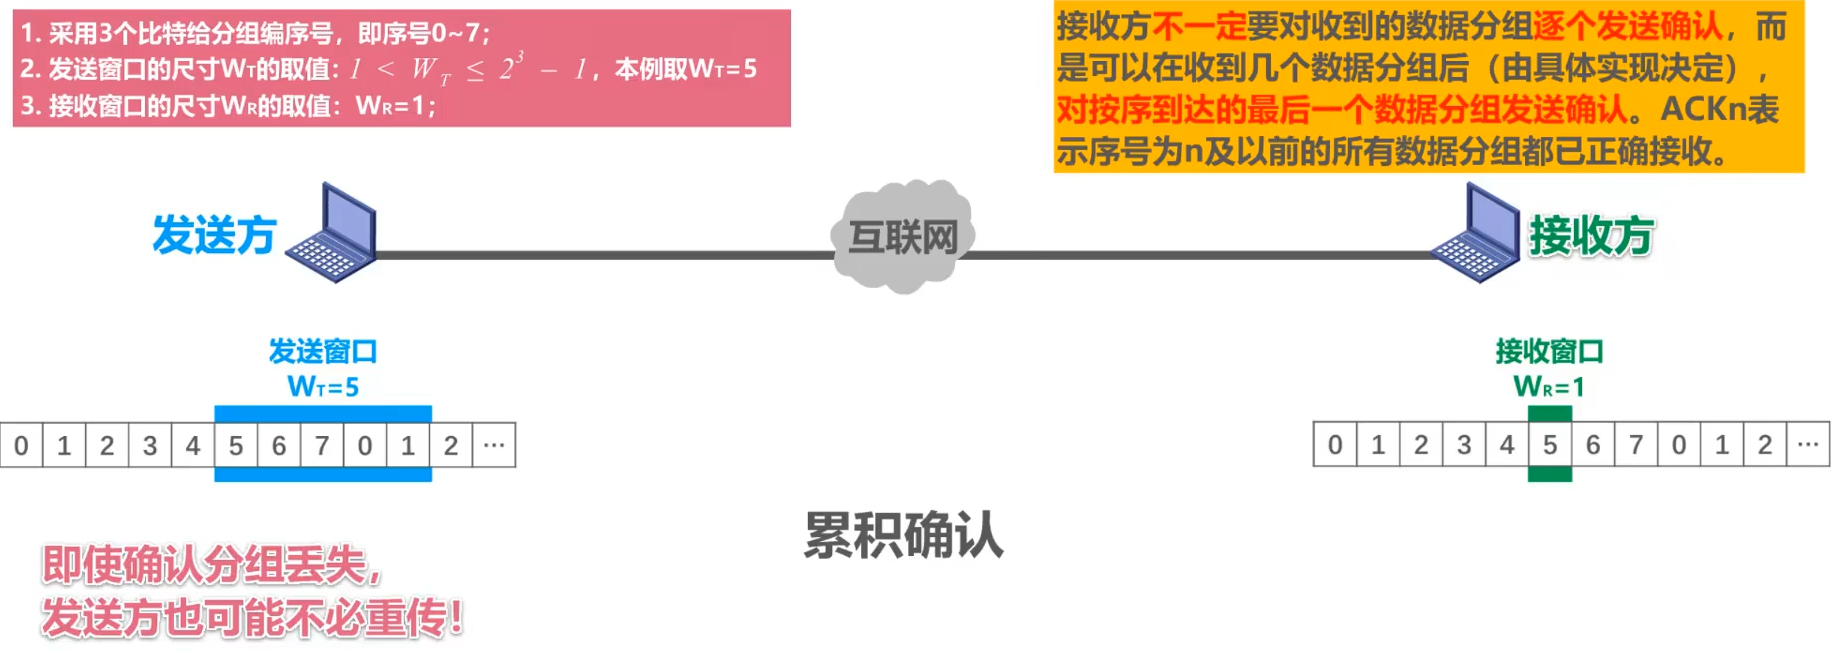 1. 采用3个比特给分组编序号，即序号0~7；
2. 发送窗口的尺寸WT的取值：1 < W_T ≤ 2³ − 1，本例取WT=5
3. 接收窗口的尺寸WR的取值：WR=1；
接收方不一定要对收到的数据分组逐个发送确认，而
是可以在收到几个数据分组后（由具体实现决定），
对按序到达的最后一个数据分组发送确认。ACKn表
示序号为n及以前的所有数据分组都已正确接收。
发送方
互联网
接收方
发送窗口
WT=5
接收窗口
WR=1
0 1 2 3 4 5 6 7 0 1 2 ...
0 1 2 3 4 5 6 7 0 1 2 ...
累积确认
即使确认分组丢失，
发送方也可能不必重传！